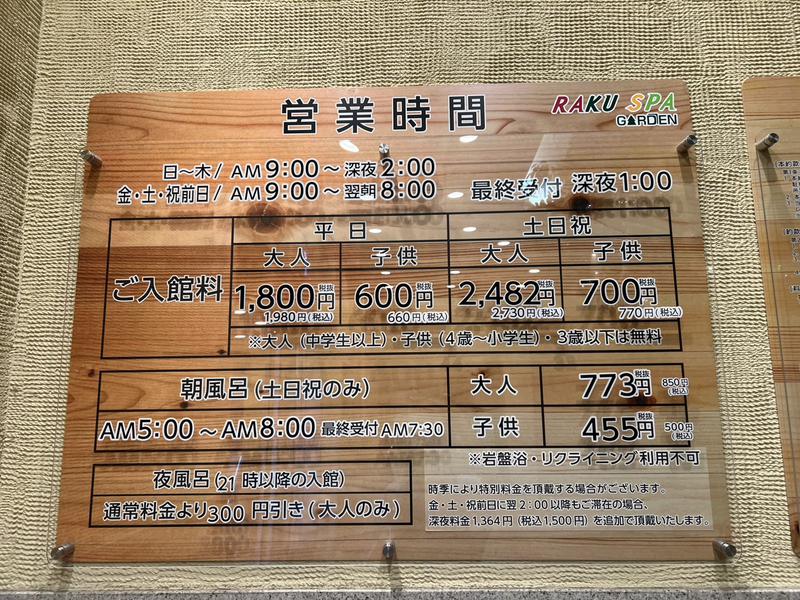 営業時間
RAKU SPA
GARDEN
日～木/ AM9:00～深夜2:00
金・土・祝前日/ AM9:00～翌朝8:00 最終受付 深夜1:00
平日 土日祝
ご入館料 大人 子供 大人 子供
1,800円税抜 600円税抜 2,482円税抜 700円税抜
1,980円(税込) 660円(税込) 2,730円(税込) 770円(税込)
※大人（中学生以上）・子供（4歳～小学生）・3歳以下は無料
朝風呂(土日祝のみ) 大人 773円税抜 850円(税込)
AM5:00～AM8:00 最終受付AM7:30 子供 455円税抜 500円(税込)
※岩盤浴・リクライニング利用不可
夜風呂(21時以降の入館)
通常料金より300円引き(大人のみ)
時季により特別料金を頂戴する場合がございます。
金・土・祝前日に翌2:00以降もご滞在の場合、
深夜料金1,364円（税込1,500円）を追加で頂戴いたします。